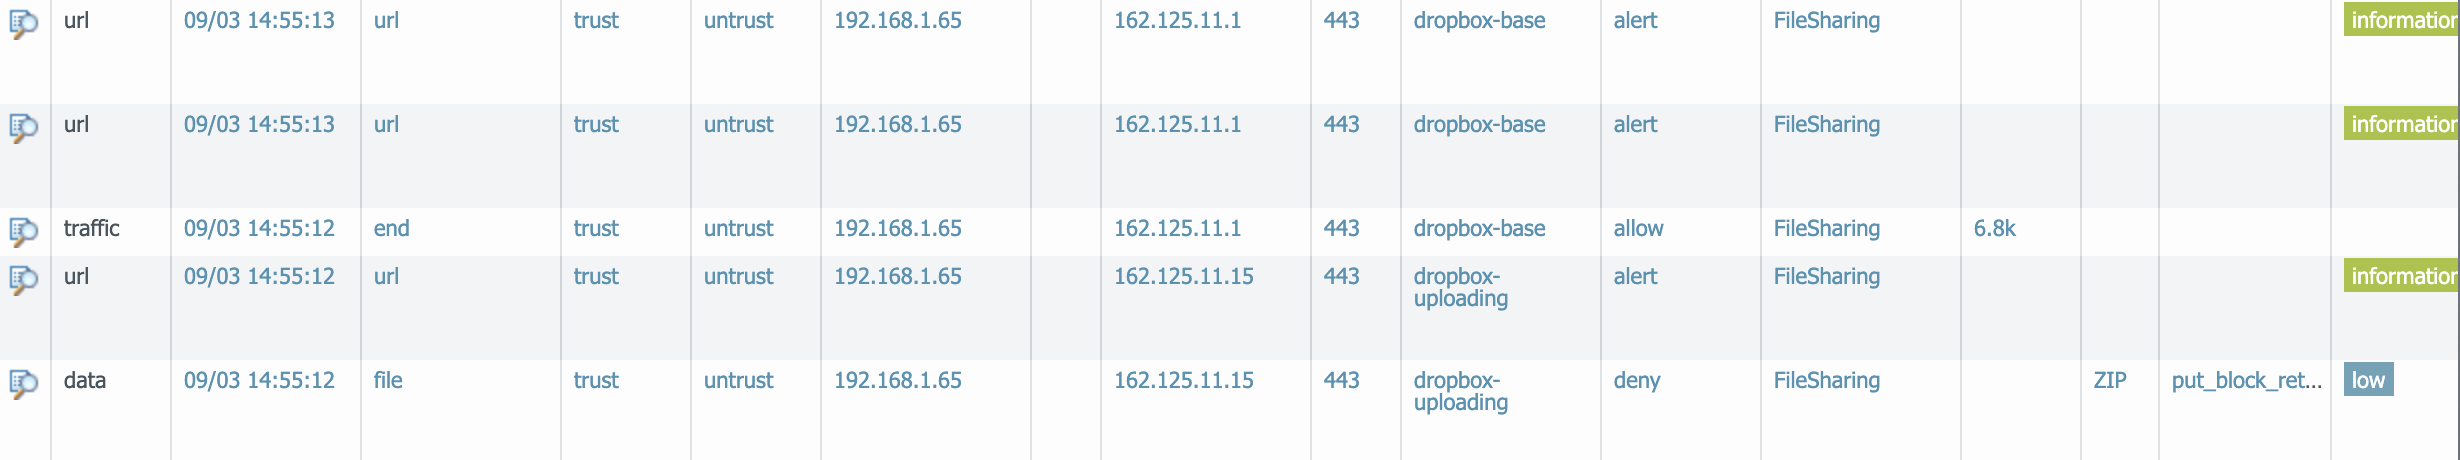 url 09/03 14:55:13 url trust untrust 192.168.1.65 162.125.11.1 443 dropbox-base alert FileSharing information
url 09/03 14:55:13 url trust untrust 192.168.1.65 162.125.11.1 443 dropbox-base alert FileSharing information
traffic 09/03 14:55:12 end trust untrust 192.168.1.65 162.125.11.1 443 dropbox-base allow FileSharing 6.8k
url 09/03 14:55:12 url trust untrust 192.168.1.65 162.125.11.15 443 dropbox- alert FileSharing information
uploading
data 09/03 14:55:12 file trust untrust 192.168.1.65 162.125.11.15 443 dropbox- deny FileSharing ZIP put_block_ret... low
uploading